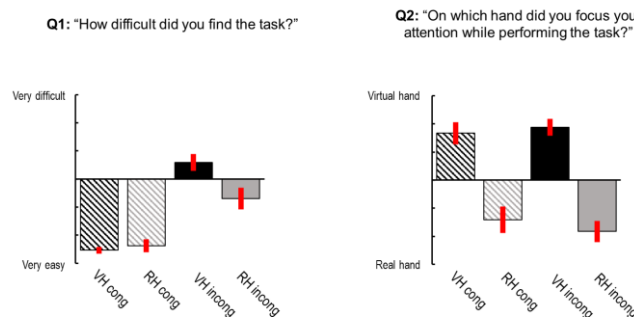 Q1: “How difficult did you find the task?”
Very difficult
Very easy
VH cong
RH cong
VH incong
RH incong
Q2: “On which hand did you focus you
attention while performing the task?”
Virtual hand
Real hand
VH cong
RH cong
VH incong
RH incong